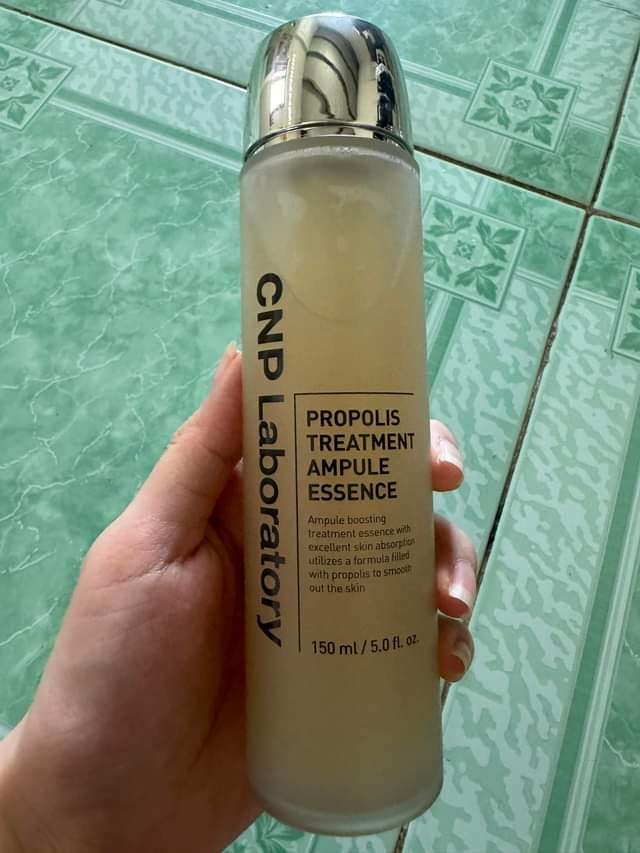 CNP Laboratory
PROPOLIS
TREATMENT
AMPULE
ESSENCE
Ampule boosting
treatment essence with
excellent skin absorption
utilizes a formula filled
with propolis to smooth
out the skin
150 ml / 5.0 fl. oz.